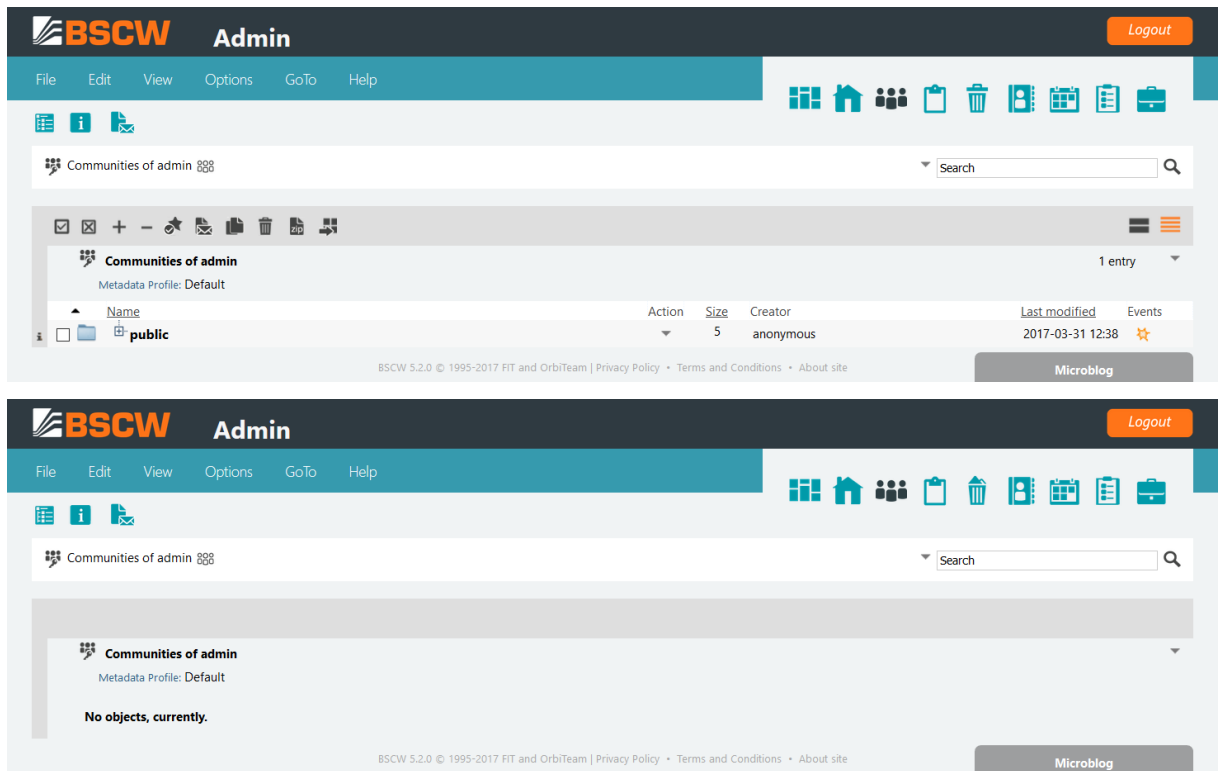 BSCW Admin Logout
File Edit View Options GoTo Help
Communities of admin Search
zip
Communities of admin 1 entry
Metadata Profile: Default
Name Action Size Creator Last modified Events
public 5 anonymous 2017-03-31 12:38
BSCW 5.2.0 © 1995-2017 FIT and OrbiTeam | Privacy Policy • Terms and Conditions • About site Microblog
BSCW Admin Logout
File Edit View Options GoTo Help
Communities of admin Search
Communities of admin
Metadata Profile: Default
No objects, currently.
BSCW 5.2.0 © 1995-2017 FIT and OrbiTeam | Privacy Policy • Terms and Conditions • About site Microblog